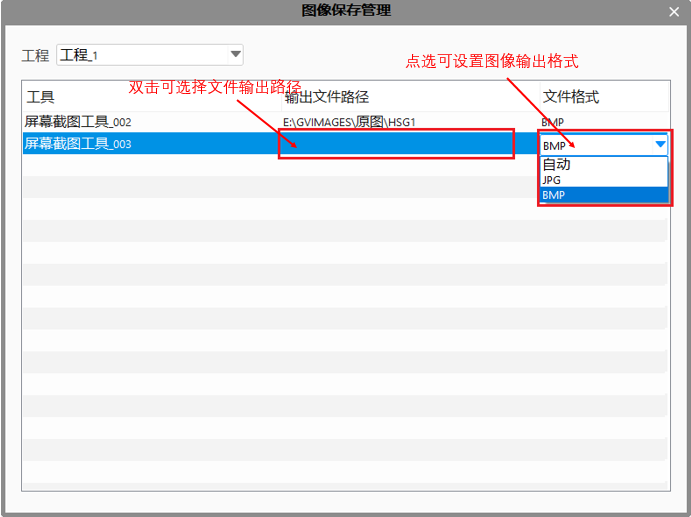 图像保存管理
工程 工程_1
点选可设置图像输出格式
双击可选择文件输出路径
工具 输出文件路径 文件格式
屏幕截图工具_002 E:\GVIMAGES\原图\HSG1 BMP
屏幕截图工具_003 BMP
自动
JPG
BMP